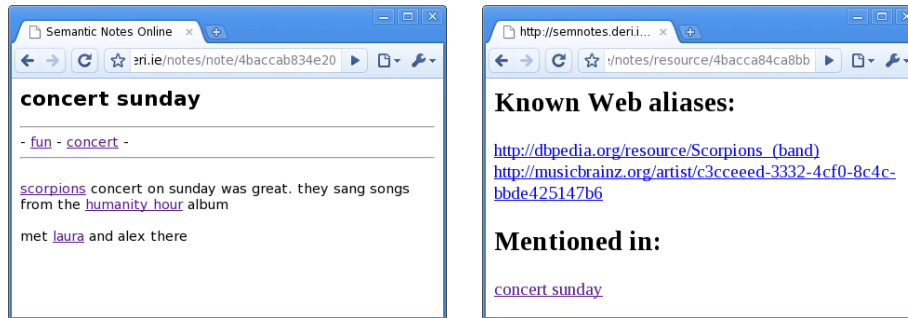 Semantic Notes Online
eri.ie/notes/note/4baccab834e20
concert sunday
- fun - concert -
scorpions concert on sunday was great. they sang songs
from the humanity hour album
met laura and alex there
http://semnotes.deri.i...
:/notes/resource/4bacca84ca8bb
Known Web aliases:
http://dbpedia.org/resource/Scorpions_(band)
http://musicbrainz.org/artist/c3cceeed-3332-4cf0-8c4c-
bbde425147b6
Mentioned in:
concert sunday